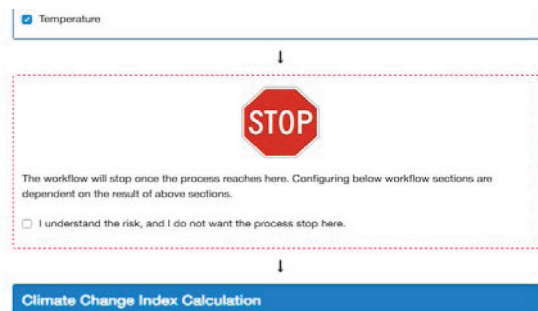 Temperature
STOP
The workflow will stop once the process reaches here. Configuring below workflow sections are
dependent on the result of above sections.
I understand the risk, and I do not want the process stop here.
Climate Change Index Calculation